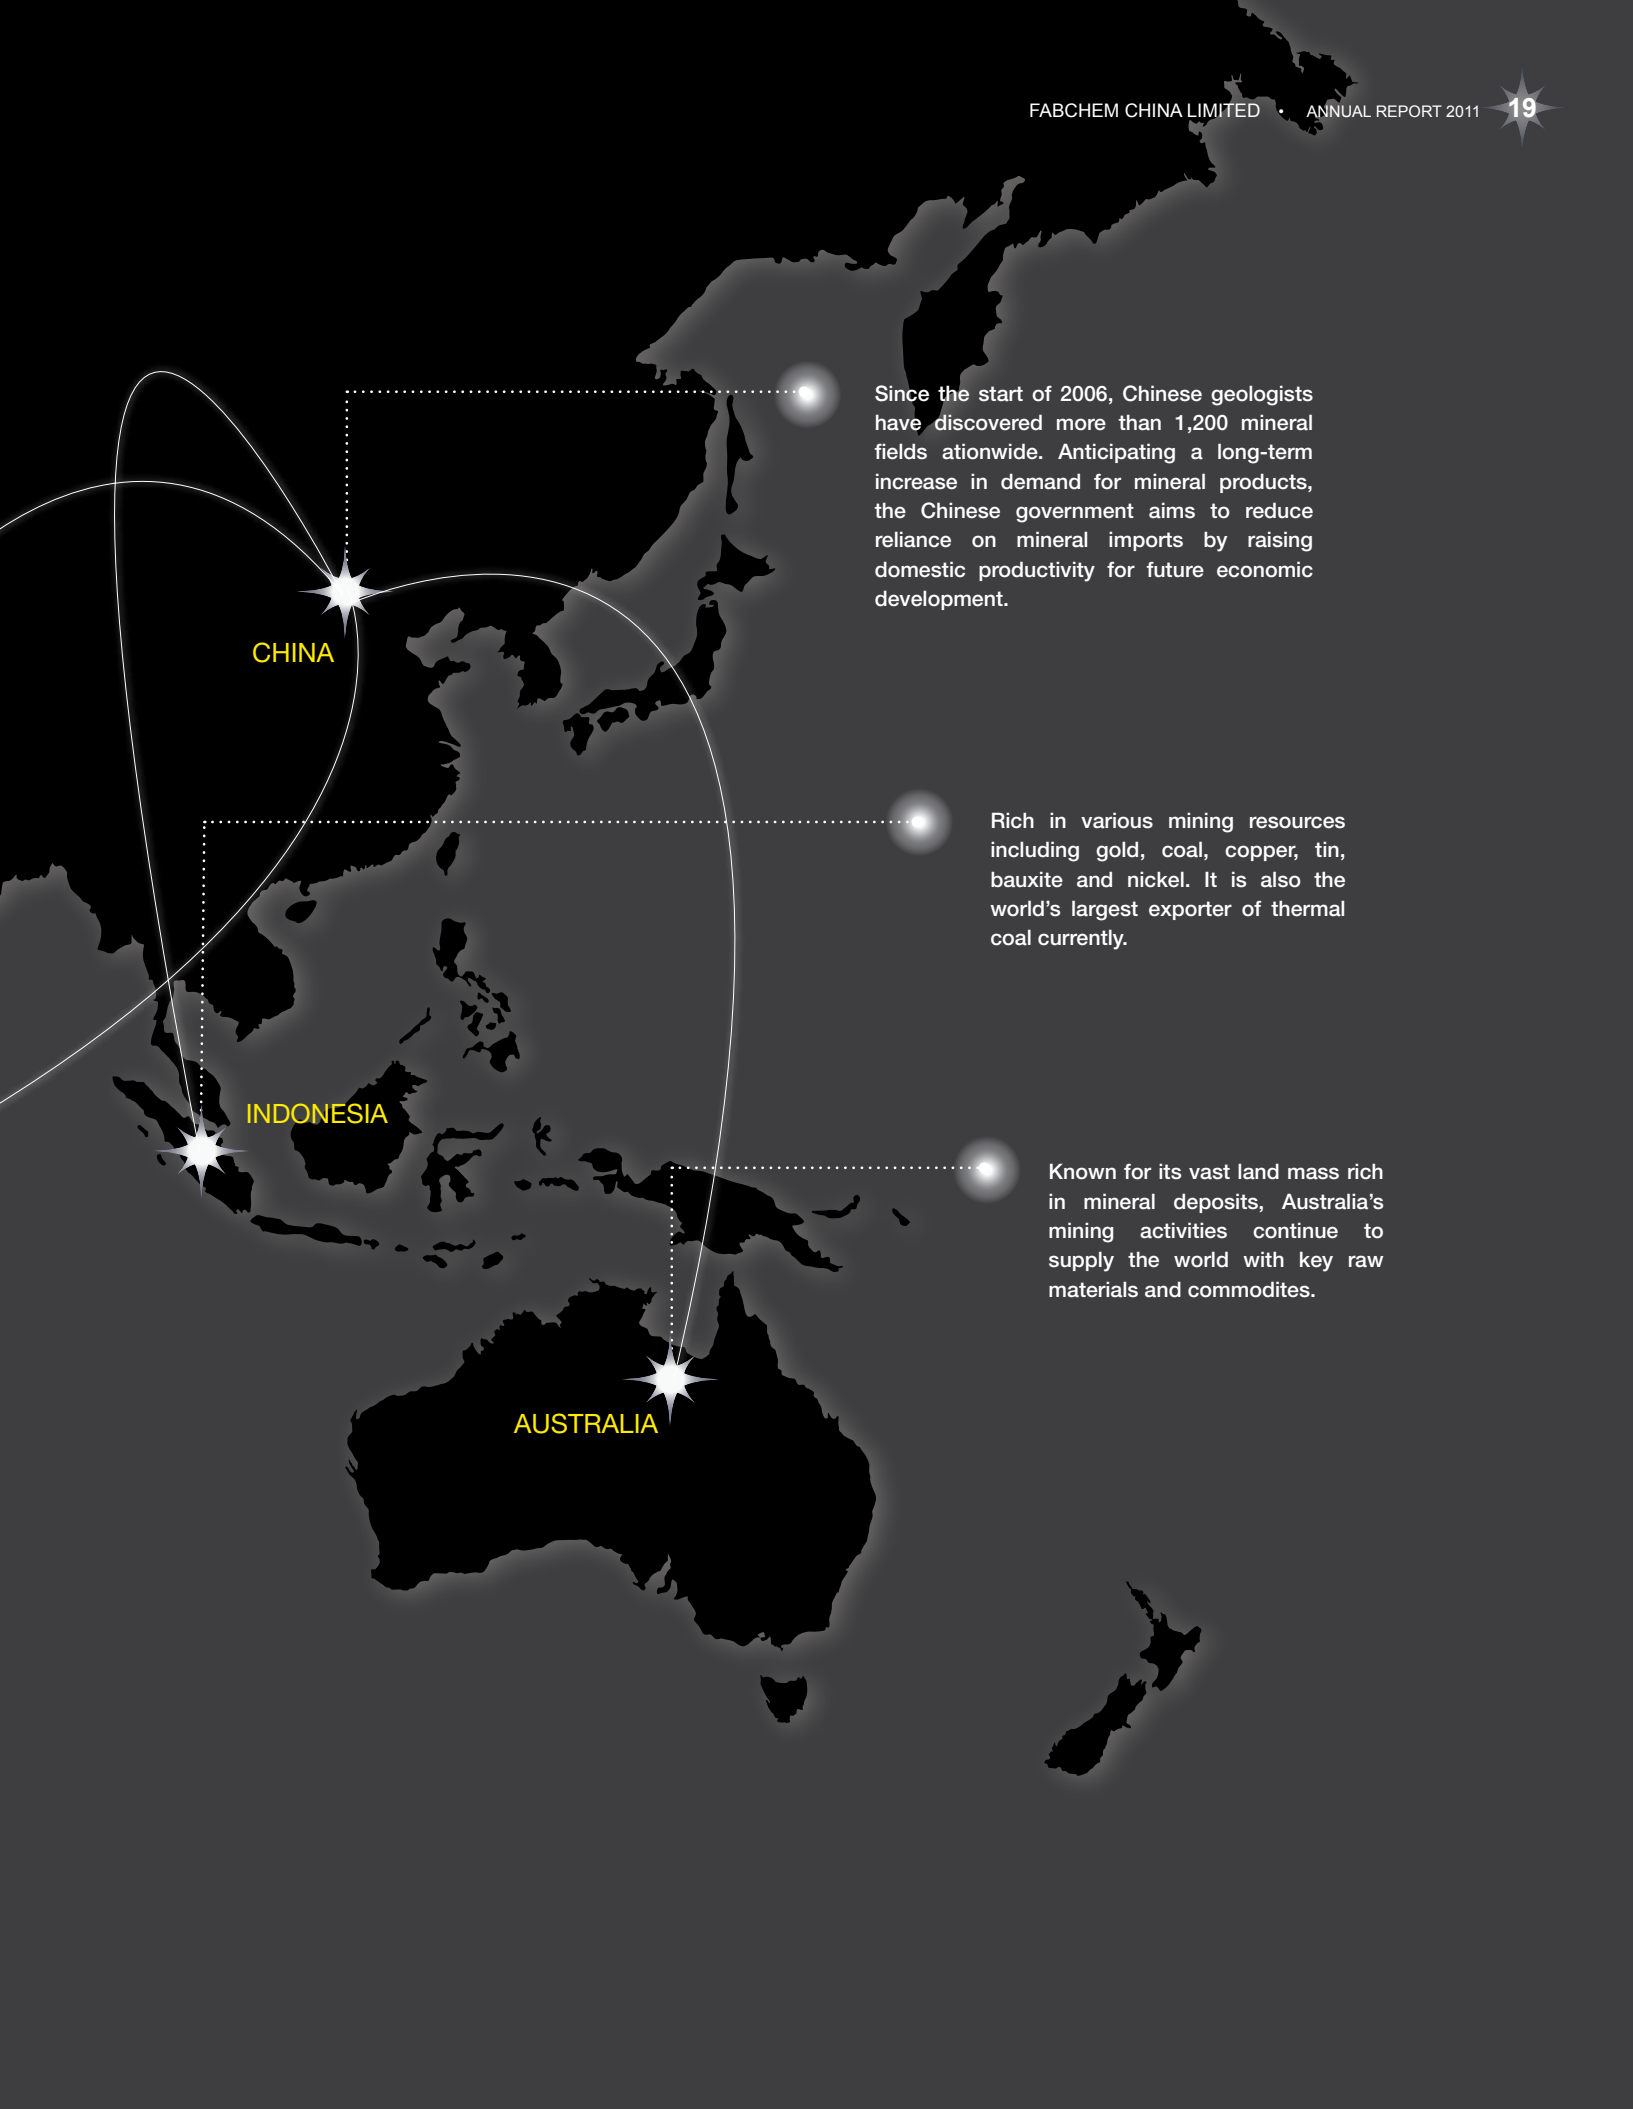 FABCHEM CHINA LIMITED • ANNUAL REPORT 2011 19
Since the start of 2006, Chinese geologists
have discovered more than 1,200 mineral
fields ationwide. Anticipating a long-term
increase in demand for mineral products,
the Chinese government aims to reduce
reliance on mineral imports by raising
domestic productivity for future economic
development.
CHINA
Rich in various mining resources
including gold, coal, copper, tin,
bauxite and nickel. It is also the
world's largest exporter of thermal
coal currently.
INDONESIA
Known for its vast land mass rich
in mineral deposits, Australia's
mining activities continue to
supply the world with key raw
materials and commodites.
AUSTRALIA